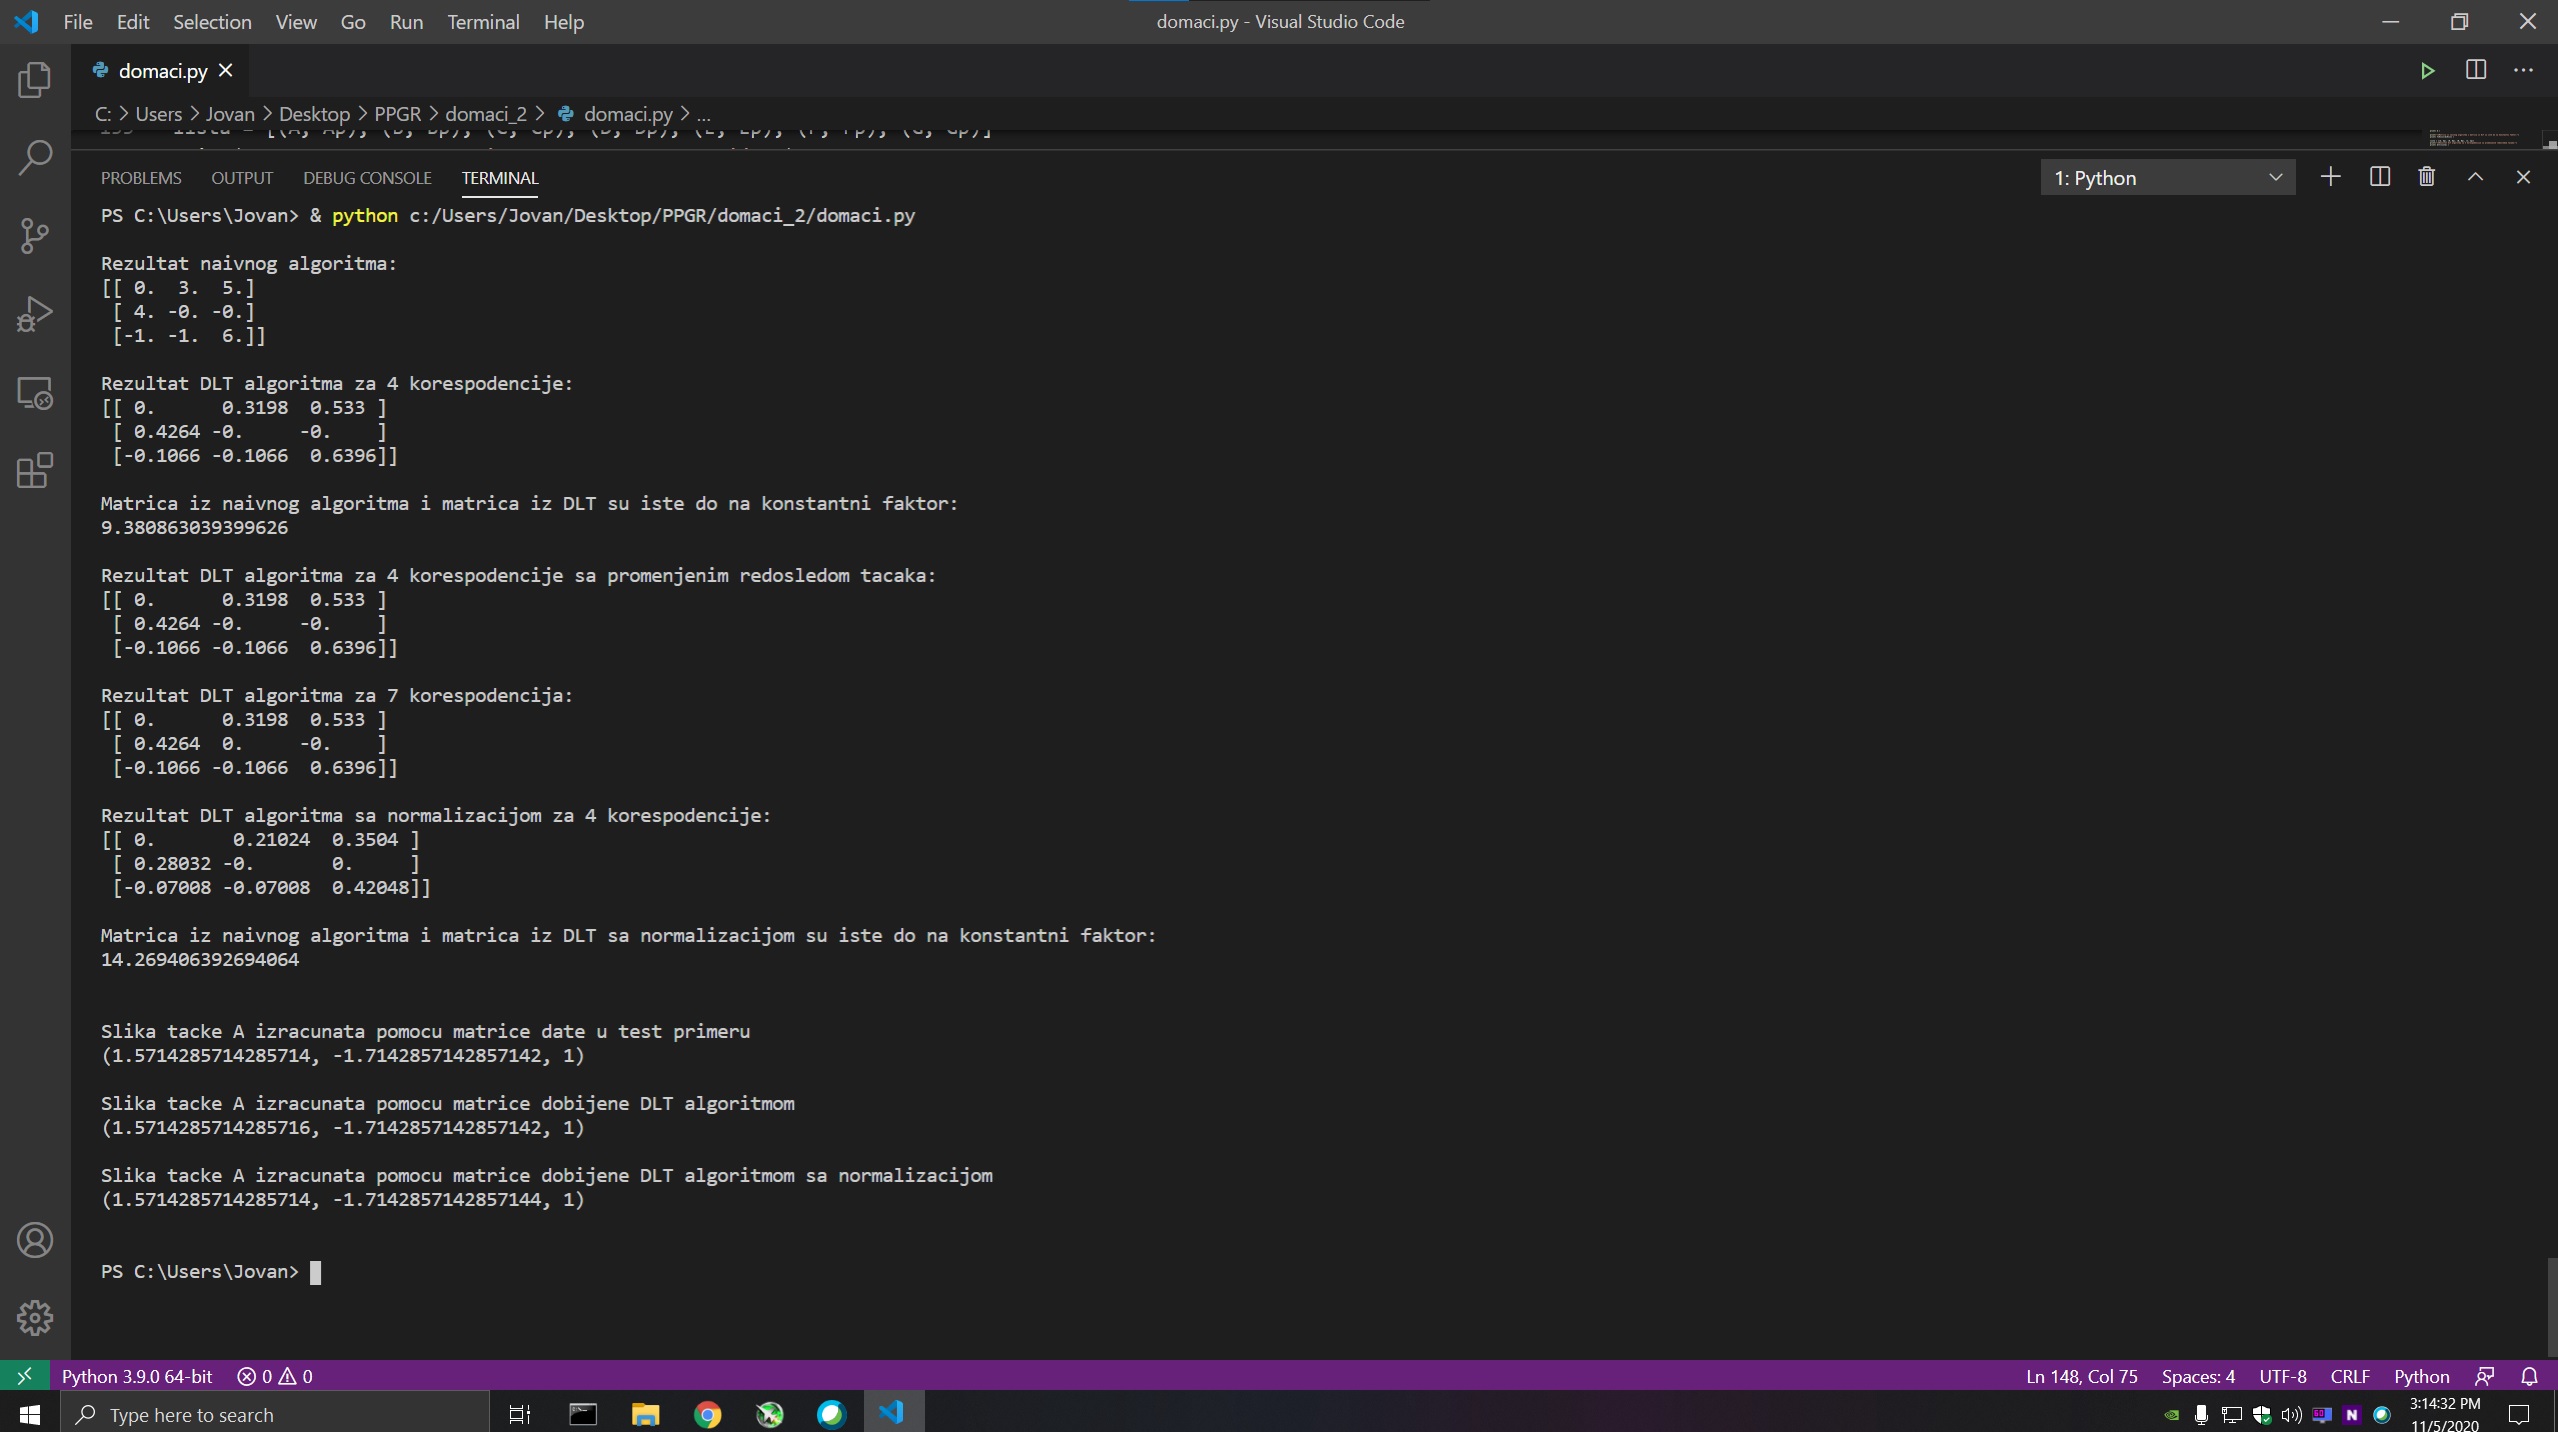 File Edit Selection View Go Run Terminal Help
domaci.py - Visual Studio Code
domaci.py
C: > Users > Jovan > Desktop > PPGR > domaci_2 > domaci.py > ...
PROBLEMS OUTPUT DEBUG CONSOLE TERMINAL
1: Python
PS C:\Users\Jovan> & python c:/Users/Jovan/Desktop/PPGR/domaci_2/domaci.py
Rezultat naivnog algoritma:
[[ 0.  3.  5.]
 [ 4. -0. -0.]
 [-1. -1.  6.]]
Rezultat DLT algoritma za 4 korespodencije:
[[ 0.      0.3198  0.533 ]
 [ 0.4264 -0.     -0.    ]
 [-0.1066 -0.1066  0.6396]]
Matrica iz naivnog algoritma i matrica iz DLT su iste do na konstantni faktor:
9.380863039399626
Rezultat DLT algoritma za 4 korespodencije sa promenjenim redosledom tacaka:
[[ 0.      0.3198  0.533 ]
 [ 0.4264 -0.     -0.    ]
 [-0.1066 -0.1066  0.6396]]
Rezultat DLT algoritma za 7 korespodencija:
[[ 0.      0.3198  0.533 ]
 [ 0.4264  0.     -0.    ]
 [-0.1066 -0.1066  0.6396]]
Rezultat DLT algoritma sa normalizacijom za 4 korespodencije:
[[ 0.       0.21024  0.3504 ]
 [ 0.28032 -0.       0.     ]
 [-0.07008 -0.07008  0.42048]]
Matrica iz naivnog algoritma i matrica iz DLT sa normalizacijom su iste do na konstantni faktor:
14.269406392694064
Slika tacke A izracunata pomocu matrice date u test primeru
(1.5714285714285714, -1.7142857142857142, 1)
Slika tacke A izracunata pomocu matrice dobijene DLT algoritmom
(1.5714285714285716, -1.7142857142857142, 1)
Slika tacke A izracunata pomocu matrice dobijene DLT algoritmom sa normalizacijom
(1.5714285714285714, -1.7142857142857144, 1)
PS C:\Users\Jovan>
Python 3.9.0 64-bit 0 0
Ln 148, Col 75 Spaces: 4 UTF-8 CRLF Python
Type here to search
3:14:32 PM
11/5/2020